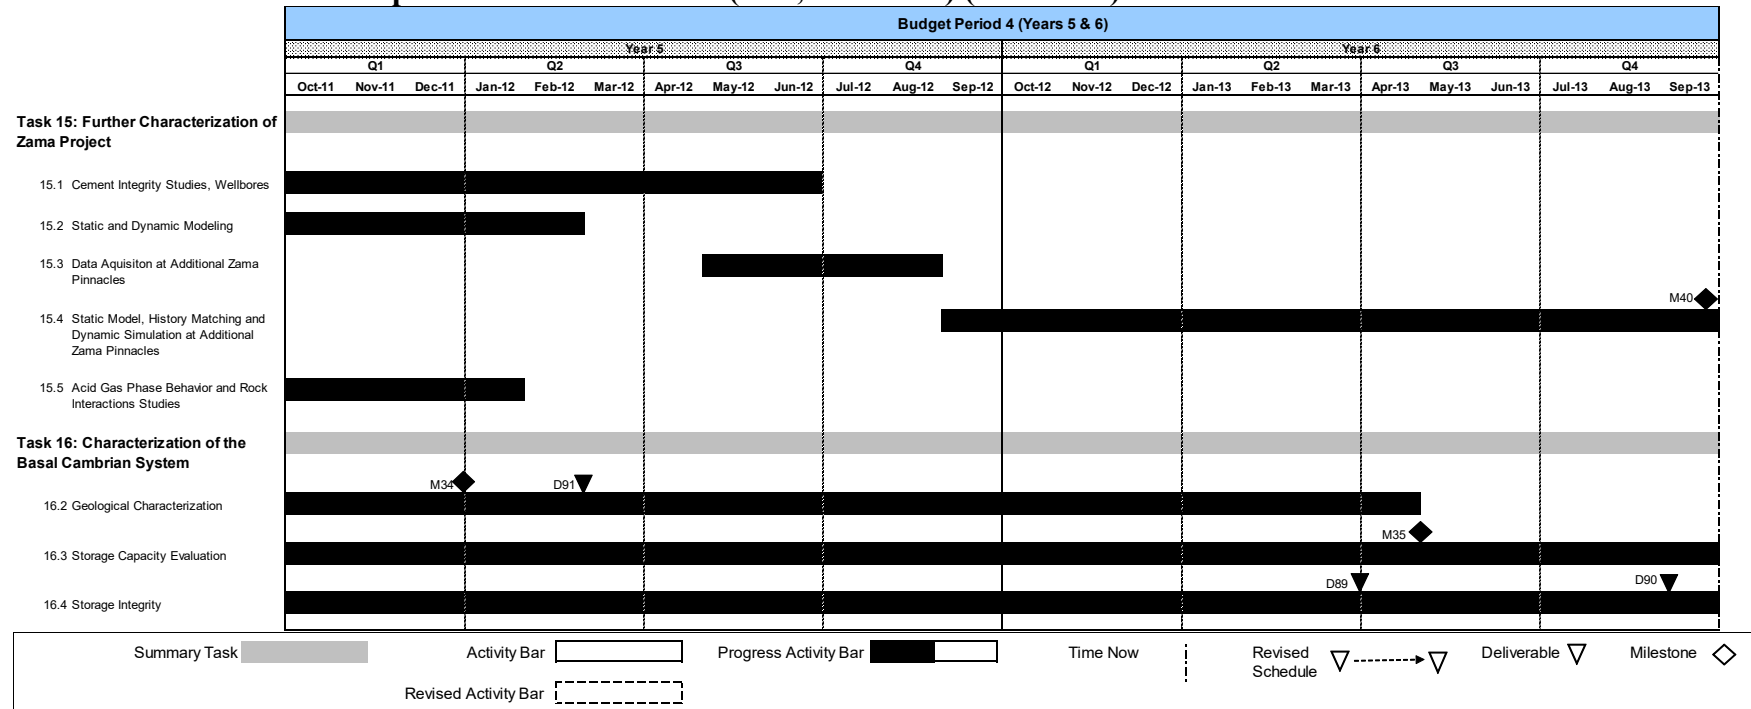 Budget Period 4 (Years 5 & 6)
Year 5 Year 6
Q1 Q2 Q3 Q4 Q1 Q2 Q3 Q4
Oct-11 Nov-11 Dec-11 Jan-12 Feb-12 Mar-12 Apr-12 May-12 Jun-12 Jul-12 Aug-12 Sep-12 Oct-12 Nov-12 Dec-12 Jan-13 Feb-13 Mar-13 Apr-13 May-13 Jun-13 Jul-13 Aug-13 Sep-13
Task 15: Further Characterization of
Zama Project
15.1 Cement Integrity Studies, Wellbores
15.2 Static and Dynamic Modeling
15.3 Data Aquisiton at Additional Zama
Pinnacles
M40
15.4 Static Model, History Matching and
Dynamic Simulation at Additional
Zama Pinnacles
15.5 Acid Gas Phase Behavior and Rock
Interactions Studies
Task 16: Characterization of the
Basal Cambrian System
M34 D91
16.2 Geological Characterization
M35
16.3 Storage Capacity Evaluation
D89 D90
16.4 Storage Integrity
Summary Task Activity Bar Progress Activity Bar Time Now Revised Deliverable Milestone
Schedule
Revised Activity Bar